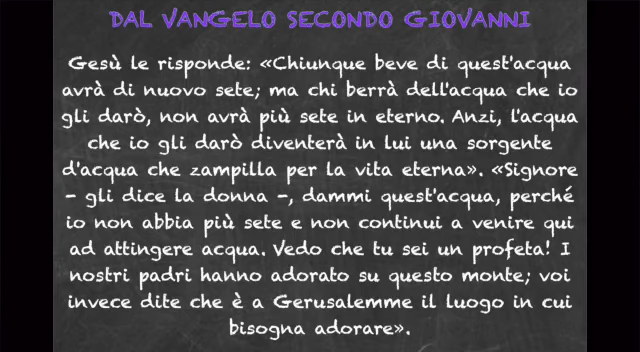 DAL VANGELO SECONDO GIOVANNI
Gesù le risponde: «Chiunque beve di quest'acqua
avrà di nuovo sete; ma chi berrà dell'acqua che io
gli darò, non avrà più sete in eterno. Anzi, l'acqua
che io gli darò diventerà in lui una sorgente
d'acqua che zampilla per la vita eterna». «Signore
- gli dice la donna -, dammi quest'acqua, perché
io non abbia più sete e non continui a venire qui
ad attingere acqua. Vedo che tu sei un profeta! I
nostri padri hanno adorato su questo monte; voi
invece dite che è a Gerusalemme il luogo in cui
bisogna adorare».